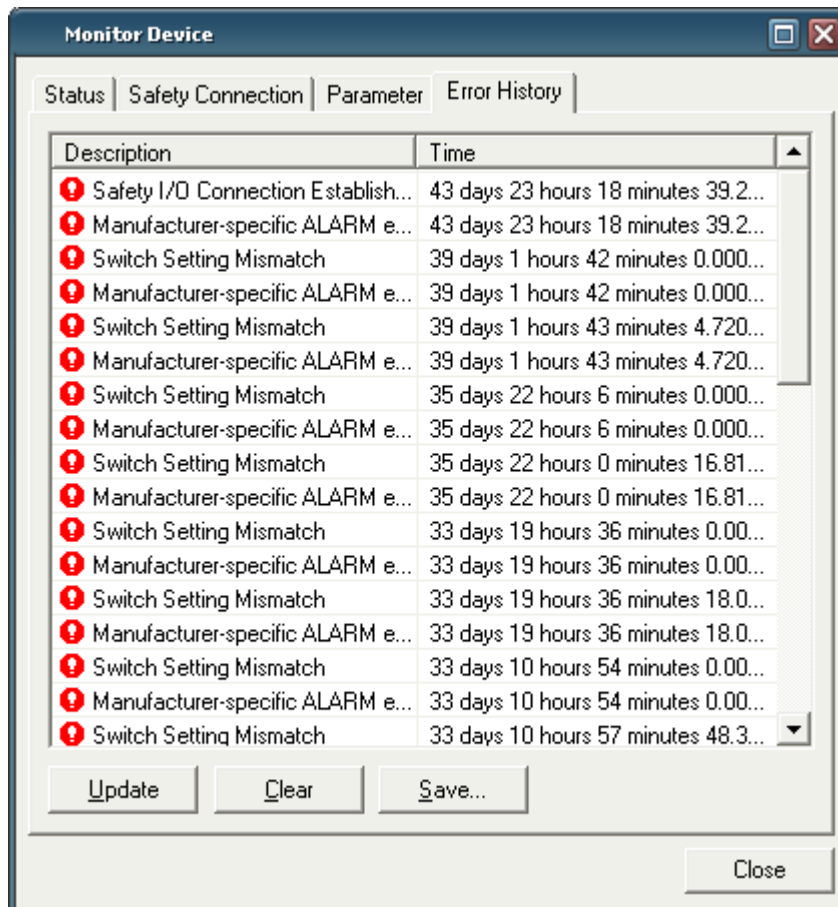 Monitor Device
Status Safety Connection Parameter Error History
Description Time
Safety I/O Connection Establish... 43 days 23 hours 18 minutes 39.2...
Manufacturer-specific ALARM e... 43 days 23 hours 18 minutes 39.2...
Switch Setting Mismatch 39 days 1 hours 42 minutes 0.000...
Manufacturer-specific ALARM e... 39 days 1 hours 42 minutes 0.000...
Switch Setting Mismatch 39 days 1 hours 43 minutes 4.720...
Manufacturer-specific ALARM e... 39 days 1 hours 43 minutes 4.720...
Switch Setting Mismatch 35 days 22 hours 6 minutes 0.000...
Manufacturer-specific ALARM e... 35 days 22 hours 6 minutes 0.000...
Switch Setting Mismatch 35 days 22 hours 0 minutes 16.81...
Manufacturer-specific ALARM e... 35 days 22 hours 0 minutes 16.81...
Switch Setting Mismatch 33 days 19 hours 36 minutes 0.00...
Manufacturer-specific ALARM e... 33 days 19 hours 36 minutes 0.00...
Switch Setting Mismatch 33 days 19 hours 36 minutes 18.0...
Manufacturer-specific ALARM e... 33 days 19 hours 36 minutes 18.0...
Switch Setting Mismatch 33 days 10 hours 54 minutes 0.00...
Manufacturer-specific ALARM e... 33 days 10 hours 54 minutes 0.00...
Switch Setting Mismatch 33 days 10 hours 57 minutes 48.3...
Update Clear Save...
Close